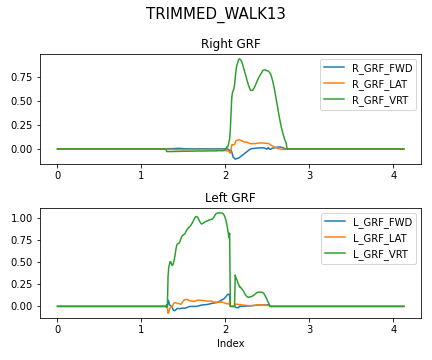 TRIMMED_WALK13
Right GRF
R_GRF_FWD
R_GRF_LAT
R_GRF_VRT
0.75
0.50
0.25
0.00
0 1 2 3 4
Left GRF
L_GRF_FWD
L_GRF_LAT
L_GRF_VRT
1.00
0.75
0.50
0.25
0.00
0 1 2 3 4
Index